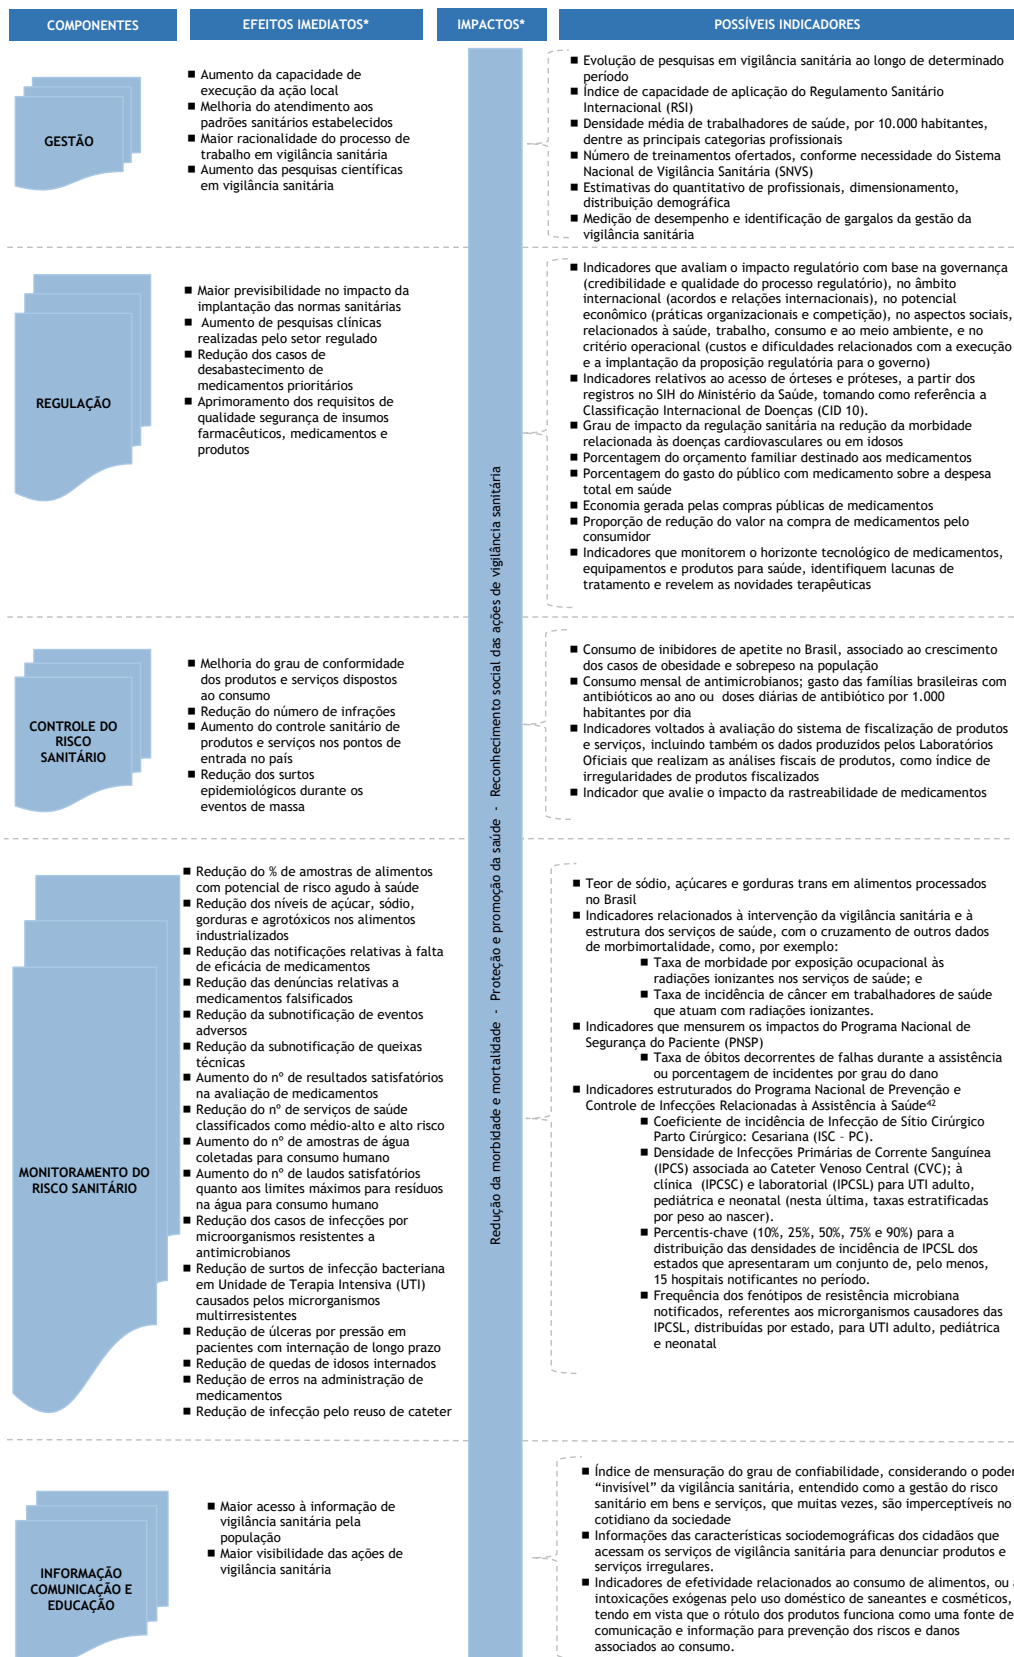 COMPONENTES
EFEITOS IMEDIATOS*
IMPACTOS*
POSSÍVEIS INDICADORES
GESTÃO
■ Aumento da capacidade de
execução da ação local
■ Melhoria do atendimento aos
padrões sanitários estabelecidos
■ Maior racionalidade do processo de
trabalho em vigilância sanitária
■ Aumento das pesquisas científicas
em vigilância sanitária
■ Evolução de pesquisas em vigilância sanitária ao longo de determinado
período
■ Índice de capacidade de aplicação do Regulamento Sanitário
Internacional (RSI)
■ Densidade média de trabalhadores de saúde, por 10.000 habitantes,
dentre as principais categorias profissionais
■ Número de treinamentos ofertados, conforme necessidade do Sistema
Nacional de Vigilância Sanitária (SNVS)
■ Estimativas do quantitativo de profissionais, dimensionamento,
distribuição demográfica
■ Medição de desempenho e identificação de gargalos da gestão da
vigilância sanitária
REGULAÇÃO
■ Maior previsibilidade no impacto da
implantação das normas sanitárias
■ Aumento de pesquisas clínicas
realizadas pelo setor regulado
■ Redução dos casos de
desabastecimento de
medicamentos prioritários
■ Aprimoramento dos requisitos de
qualidade segurança de insumos
farmacêuticos, medicamentos e
produtos
■ Indicadores que avaliam o impacto regulatório com base na governança
(credibilidade e qualidade do processo regulatório), no âmbito
internacional (acordos e relações internacionais), no potencial
econômico (práticas organizacionais e competição), no aspectos sociais,
relacionados à saúde, trabalho, consumo e ao meio ambiente, e no
critério operacional (custos e dificuldades relacionados com a execução
e a implantação da proposição regulatória para o governo)
■ Indicadores relativos ao acesso de órteses e próteses, a partir dos
registros no SIH do Ministério da Saúde, tomando como referência a
Classificação Internacional de Doenças (CID 10).
■ Grau de impacto da regulação sanitária na redução da morbidade
relacionada às doenças cardiovasculares ou em idosos
■ Porcentagem do orçamento familiar destinado aos medicamentos
■ Porcentagem do gasto do público com medicamento sobre a despesa
total em saúde
■ Economia gerada pelas compras públicas de medicamentos
■ Proporção de redução do valor na compra de medicamentos pelo
consumidor
■ Indicadores que monitorem o horizonte tecnológico de medicamentos,
equipamentos e produtos para saúde, identifiquem lacunas de
tratamento e revelem as novidades terapêuticas
Redução da morbidade e mortalidade - Proteção e promoção da saúde - Reconhecimento social das ações de vigilância sanitária
CONTROLE DO
RISCO
SANITÁRIO
■ Melhoria do grau de conformidade
dos produtos e serviços dispostos
ao consumo
■ Redução do número de infrações
■ Aumento do controle sanitário de
produtos e serviços nos pontos de
entrada no país
■ Redução dos surtos
epidemiológicos durante os
eventos de massa
■ Consumo de inibidores de apetite no Brasil, associado ao crescimento
dos casos de obesidade e sobrepeso na população
■ Consumo mensal de antimicrobianos; gasto das famílias brasileiras com
antibióticos ao ano ou doses diárias de antibiótico por 1.000
habitantes por dia
■ Indicadores voltados à avaliação do sistema de fiscalização de produtos
e serviços, incluindo também os dados produzidos pelos Laboratórios
Oficiais que realizam as análises fiscais de produtos, como índice de
irregularidades de produtos fiscalizados
■ Indicador que avalie o impacto da rastreabilidade de medicamentos
MONITORAMENTO DO
RISCO SANITÁRIO
■ Redução do % de amostras de alimentos
com potencial de risco agudo à saúde
■ Redução dos níveis de açúcar, sódio,
gorduras e agrotóxicos nos alimentos
industrializados
■ Redução das notificações relativas à falta
de eficácia de medicamentos
■ Redução das denúncias relativas a
medicamentos falsificados
■ Redução da subnotificação de eventos
adversos
■ Redução da subnotificação de queixas
técnicas
■ Aumento do nº de resultados satisfatórios
na avaliação de medicamentos
■ Redução do nº de serviços de saúde
classificados como médio-alto e alto risco
■ Aumento do nº de amostras de água
coletadas para consumo humano
■ Aumento do nº de laudos satisfatórios
quanto aos limites máximos para resíduos
na água para consumo humano
■ Redução dos casos de infecções por
microorganismos resistentes a
antimicrobianos
■ Redução de surtos de infecção bacteriana
em Unidade de Terapia Intensiva (UTI)
causados pelos microrganismos
multirresistentes
■ Redução de úlceras por pressão em
pacientes com internação de longo prazo
■ Redução de quedas de idosos internados
■ Redução de erros na administração de
medicamentos
■ Redução de infecção pelo reuso de cateter
■ Teor de sódio, açúcares e gorduras trans em alimentos processados
no Brasil
■ Indicadores relacionados à intervenção da vigilância sanitária e à
estrutura dos serviços de saúde, com o cruzamento de outros dados
de morbimortalidade, como, por exemplo:
■ Taxa de morbidade por exposição ocupacional às
radiações ionizantes nos serviços de saúde; e
■ Taxa de incidência de câncer em trabalhadores de saúde
que atuam com radiações ionizantes.
■ Indicadores que mensurem os impactos do Programa Nacional de
Segurança do Paciente (PNSP)
■ Taxa de óbitos decorrentes de falhas durante a assistência
ou porcentagem de incidentes por grau do dano
■ Indicadores estruturados do Programa Nacional de Prevenção e
Controle de Infecções Relacionadas à Assistência à Saúde⁴²
■ Coeficiente de incidência de Infecção de Sítio Cirúrgico
Parto Cirúrgico: Cesariana (ISC – PC).
■ Densidade de Infecções Primárias de Corrente Sanguínea
(IPCS) associada ao Cateter Venoso Central (CVC); à
clínica (IPCSC) e laboratorial (IPCSL) para UTI adulto,
pediátrica e neonatal (nesta última, taxas estratificadas
por peso ao nascer).
■ Percentis-chave (10%, 25%, 50%, 75% e 90%) para a
distribuição das densidades de incidência de IPCSL dos
estados que apresentaram um conjunto de, pelo menos,
15 hospitais notificantes no período.
■ Frequência dos fenótipos de resistência microbiana
notificados, referentes aos microrganismos causadores das
IPCSL, distribuídas por estado, para UTI adulto, pediátrica
e neonatal
INFORMAÇÃO
COMUNICAÇÃO E
EDUCAÇÃO
■ Maior acesso à informação de
vigilância sanitária pela
população
■ Maior visibilidade das ações de
vigilância sanitária
■ Índice de mensuração do grau de confiabilidade, considerando o poder
“invisível” da vigilância sanitária, entendido como a gestão do risco
sanitário em bens e serviços, que muitas vezes, são imperceptíveis no
cotidiano da sociedade
■ Informações das características sociodemográficas dos cidadãos que
acessam os serviços de vigilância sanitária para denunciar produtos e
serviços irregulares.
■ Indicadores de efetividade relacionados ao consumo de alimentos, ou
intoxicações exógenas pelo uso doméstico de saneantes e cosméticos,
tendo em vista que o rótulo dos produtos funciona como uma fonte de
comunicação e informação para prevenção dos riscos e danos
associados ao consumo.